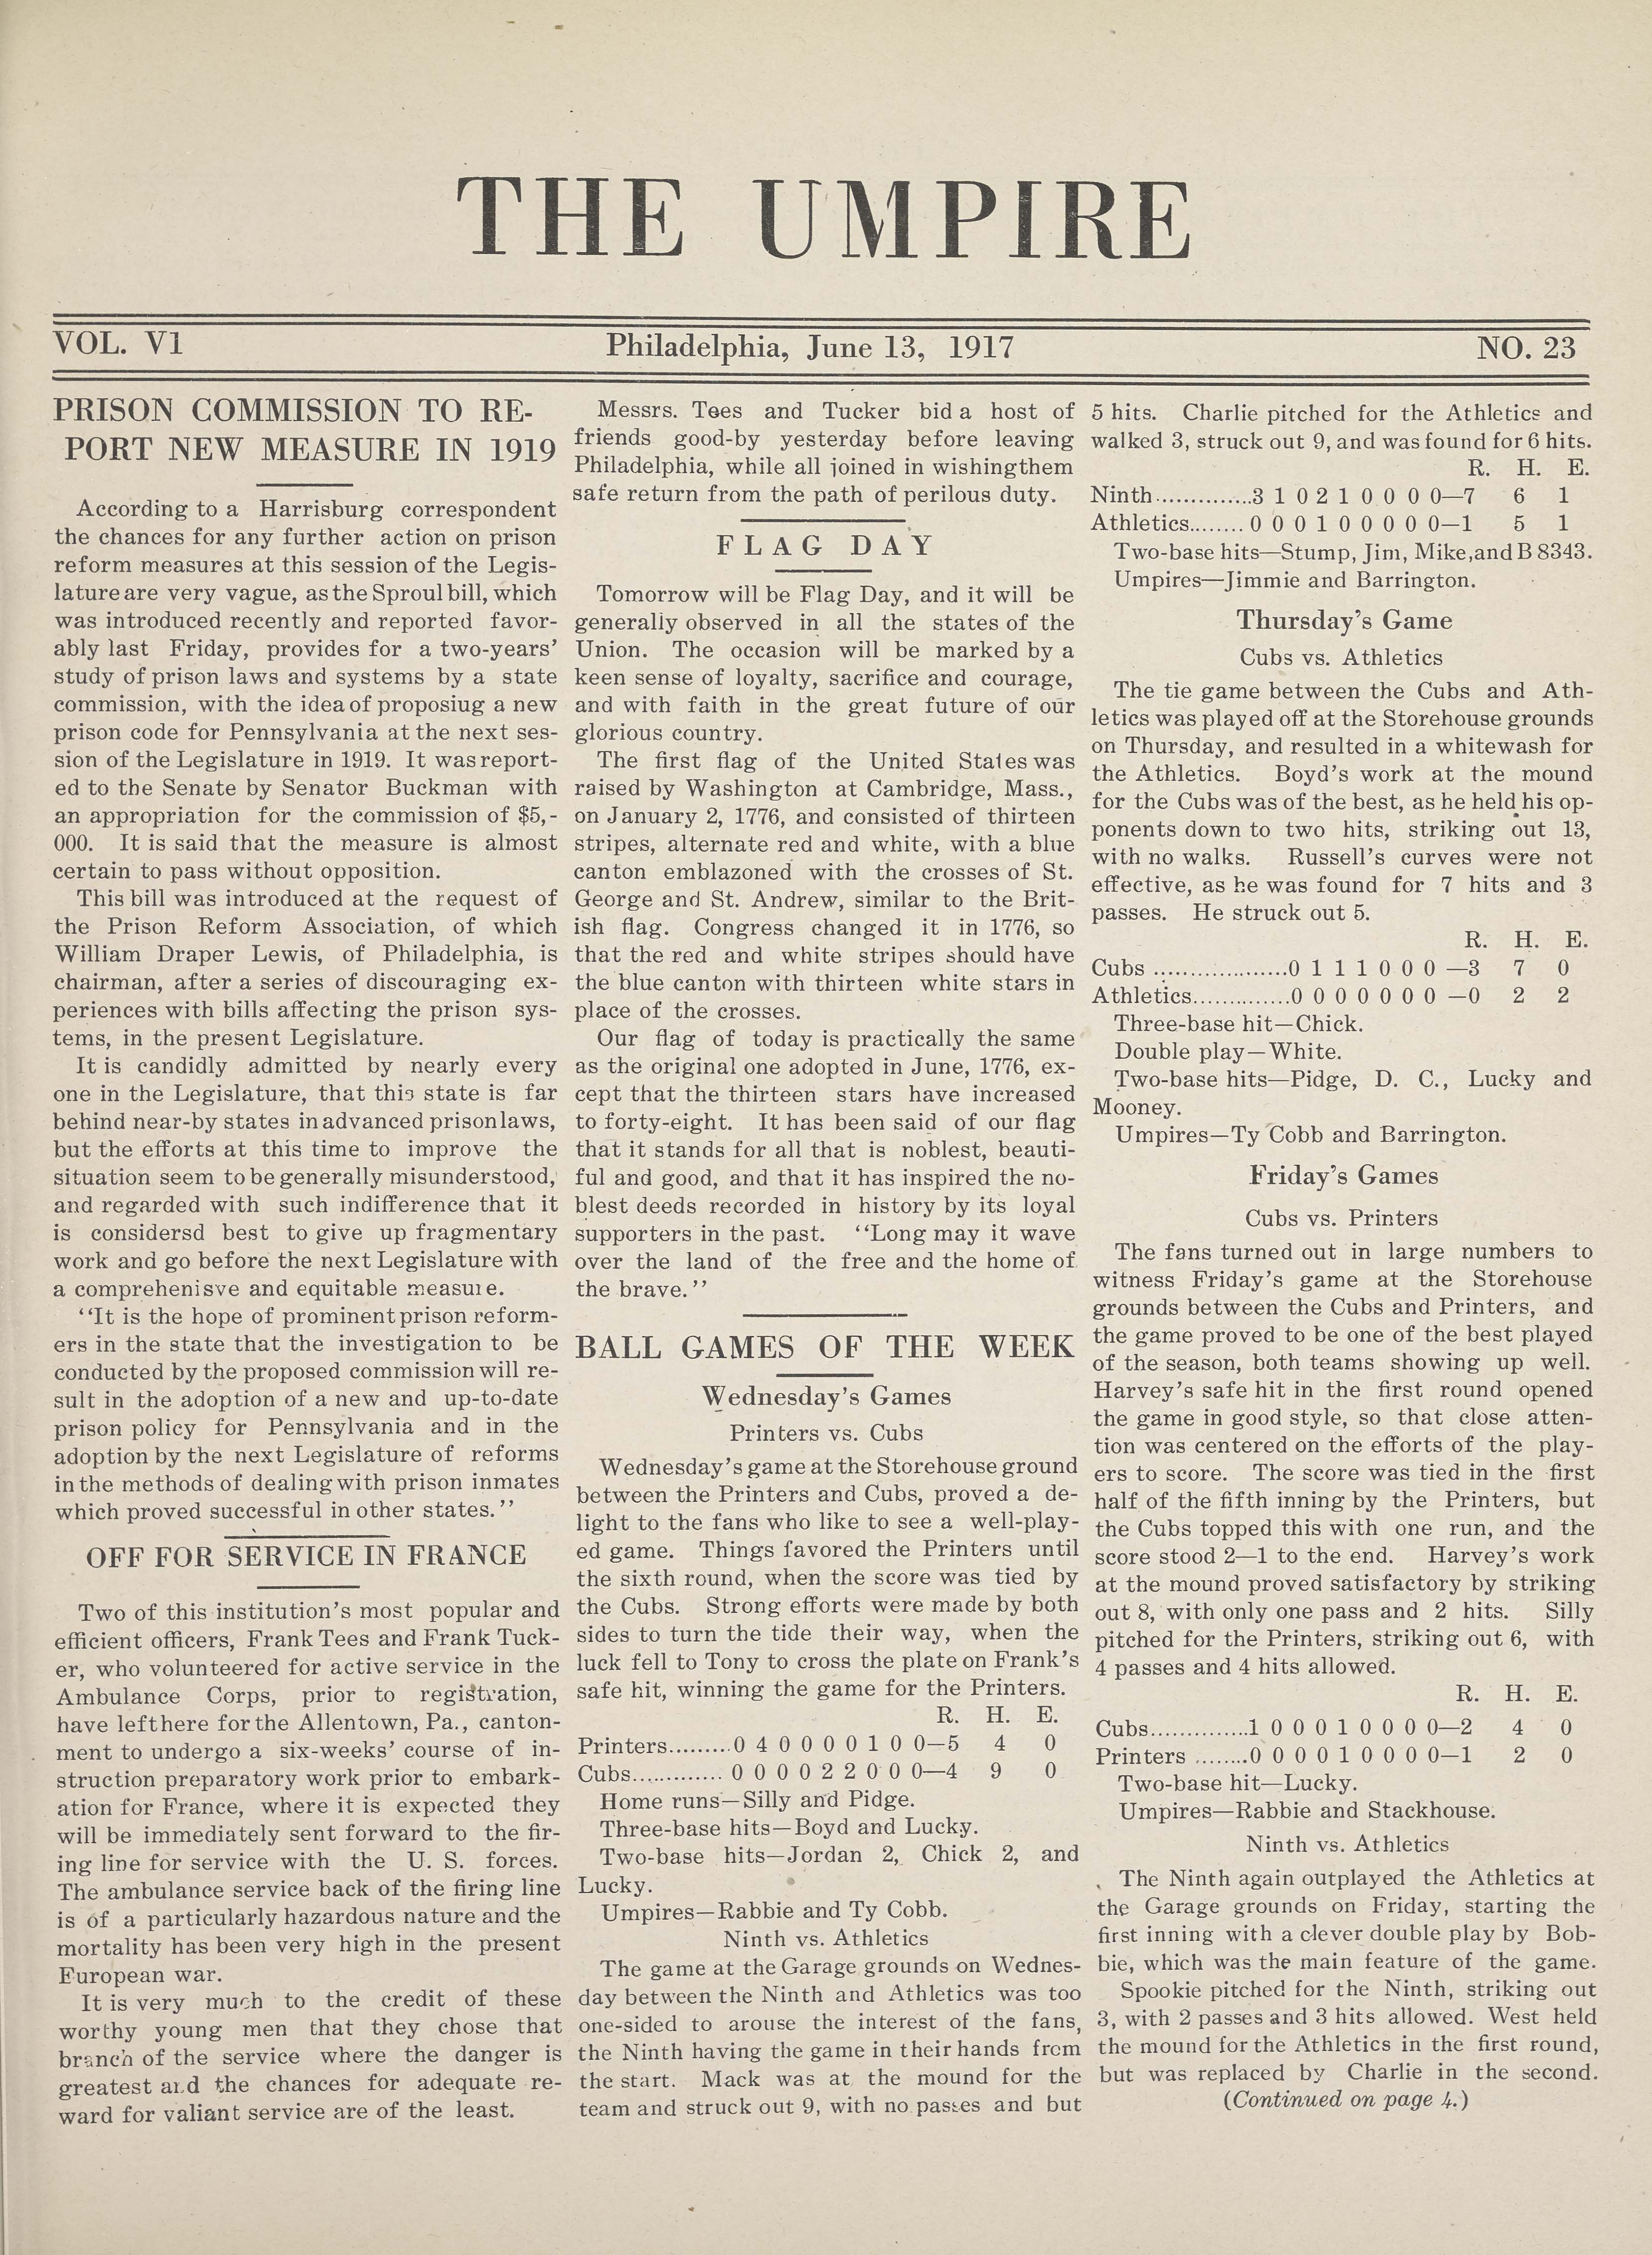 THE UMPIRE
VOL. V1
Philadelphia, June 13, 1917
NO. 23
PRISON COMMISSION TO RE-
PORT NEW MEASURE IN 1919
According to a Harrisburg correspondent
the chances for any further action on prison
reform measures at this session of the Legis-
lature are very vague, as the Sproul bill, which
was introduced recently and reported favor-
ably last Friday, provides for a two-years'
study of prison laws and systems by a state
commission, with the idea of proposiug a new
prison code for Pennsylvania at the next ses-
sion of the Legislature in 1919. It was report-
ed to the Senate by Senator Buckman with
an appropriation for the commission of $5,-
000. It is said that the measure is almost
certain to pass without opposition.
This bill was introduced at the request of
the Prison Reform Association, of which
William Draper Lewis, of Philadelphia, is
chairman, after a series of discouraging ex-
periences with bills affecting the prison sys-
tems, in the present Legislature.
It is candidly admitted by nearly every
one in the Legislature, that this state is far
behind near-by states in advanced prison laws,
but the efforts at this time to improve the
situation seem to be generally misunderstood,
and regarded with such indifference that it
is considersd best to give up fragmentary
work and go before the next Legislature with
a comprehenisve and equitable measure.
"It is the hope of prominent prison reform-
ers in the state that the investigation to be
conducted by the proposed commission will re-
sult in the adoption of a new and up-to-date
prison policy for Pennsylvania and in the
adoption by the next Legislature of reforms
in the methods of dealing with prison inmates
which proved successful in other states."
OFF FOR SERVICE IN FRANCE
Two of this institution's most popular and
efficient officers, Frank Tees and Frank Tuck-
er, who volunteered for active service in the
Ambulance Corps, prior to registration,
have left here for the Allentown, Pa., canton-
ment to undergo a six-weeks' course of in-
struction preparatory work prior to embark-
ation for France, where it is expected they
will be immediately sent forward to the fir-
ing line for service with the U. S. forces.
The ambulance service back of the firing line
is of a particularly hazardous nature and the
mortality has been very high in the present
European war.
It is very much to the credit of these
worthy young men that they chose that
branch of the service where the danger is
greatest and the chances for adequate re-
ward for valiant service are of the least.
Messrs. Tees and Tucker bid a host of
friends good-by yesterday before leaving
Philadelphia, while all joined in wishing them
safe return from the path of perilous duty.
FLAG DAY
Tomorrow will be Flag Day, and it will be
generally observed in all the states of the
Union. The occasion will be marked by a
keen sense of loyalty, sacrifice and courage,
and with faith in the great future of our
glorious country.
The first flag of the United States was
raised by Washington at Cambridge, Mass.,
on January 2, 1776, and consisted of thirteen
stripes, alternate red and white, with a blue
canton emblazoned with the crosses of St.
George and St. Andrew, similar to the Brit-
ish flag. Congress changed it in 1776, so
that the red and white stripes should have
the blue canton with thirteen white stars in
place of the crosses.
Our flag of today is practically the same
as the original one adopted in June, 1776, ex-
cept that the thirteen stars have increased
to forty-eight. It has been said of our flag
that it stands for all that is noblest, beauti-
ful and good, and that it has inspired the no-
blest deeds recorded in history by its loyal
supporters in the past. "Long may it wave
over the land of the free and the home of
the brave."
BALL GAMES OF THE WEEK
Wednesday's Games
Printers vs. Cubs
Wednesday's game at the Storehouse ground
between the Printers and Cubs, proved a de-
light to the fans who like to see a well-play-
ed game. Things favored the Printers until
the sixth round, when the score was tied by
the Cubs. Strong efforts were made by both
sides to turn the tide their way, when the
luck fell to Tony to cross the plate on Frank's
safe hit, winning the game for the Printers.
R. H. E.
Printers.........0 4 0 0 0 0 1 0 0—5 4 0
Cubs............. 0 0 0 0 2 2 0 0 0—4 9 0
Home runs—Silly and Pidge.
Three-base hits—Boyd and Lucky.
Two-base hits—Jordan 2, Chick 2, and
Lucky.
Umpires—Rabbie and Ty Cobb.
Ninth vs. Athletics
The game at the Garage grounds on Wednes-
day between the Ninth and Athletics was too
one-sided to arouse the interest of the fans,
the Ninth having the game in their hands from
the start. Mack was at the mound for the
team and struck out 9, with no passes and but
5 hits. Charlie pitched for the Athletics and
walked 3, struck out 9, and was found for 6 hits.
R. H. E.
Ninth..............3 1 0 2 1 0 0 0 0—7 6 1
Athletics........ 0 0 0 1 0 0 0 0 0—1 5 1
Two-base hits—Stump, Jim, Mike, and B 8343.
Umpires—Jimmie and Barrington.
Thursday's Game
Cubs vs. Athletics
The tie game between the Cubs and Ath-
letics was played off at the Storehouse grounds
on Thursday, and resulted in a whitewash for
the Athletics. Boyd's work at the mound
for the Cubs was of the best, as he held his op-
ponents down to two hits, striking out 13,
with no walks. Russell's curves were not
effective, as he was found for 7 hits and 3
passes. He struck out 5.
R. H. E.
Cubs ....................0 1 1 1 0 0 0 —3 7 0
Athletics..............0 0 0 0 0 0 0 —0 2 2
Three-base hit—Chick.
Double play—White.
Two-base hits—Pidge, D. C., Lucky and
Mooney.
Umpires—Ty Cobb and Barrington.
Friday's Games
Cubs vs. Printers
The fans turned out in large numbers to
witness Friday's game at the Storehouse
grounds between the Cubs and Printers, and
the game proved to be one of the best played
of the season, both teams showing up well.
Harvey's safe hit in the first round opened
the game in good style, so that close atten-
tion was centered on the efforts of the play-
ers to score. The score was tied in the first
half of the fifth inning by the Printers, but
the Cubs topped this with one run, and the
score stood 2—1 to the end. Harvey's work
at the mound proved satisfactory by striking
out 8, with only one pass and 2 hits. Silly
pitched for the Printers, striking out 6, with
4 passes and 4 hits allowed.
R. H. E.
Cubs..............1 0 0 0 1 0 0 0 0—2 4 0
Printers ........0 0 0 0 1 0 0 0 0—1 2 0
Two-base hit—Lucky.
Umpires—Rabbie and Stackhouse.
Ninth vs. Athletics
The Ninth again outplayed the Athletics at
the Garage grounds on Friday, starting the
first inning with a clever double play by Bob-
bie, which was the main feature of the game.
Spookie pitched for the Ninth, striking out
3, with 2 passes and 3 hits allowed. West held
the mound for the Athletics in the first round,
but was replaced by Charlie in the second.
(Continued on page 4.)